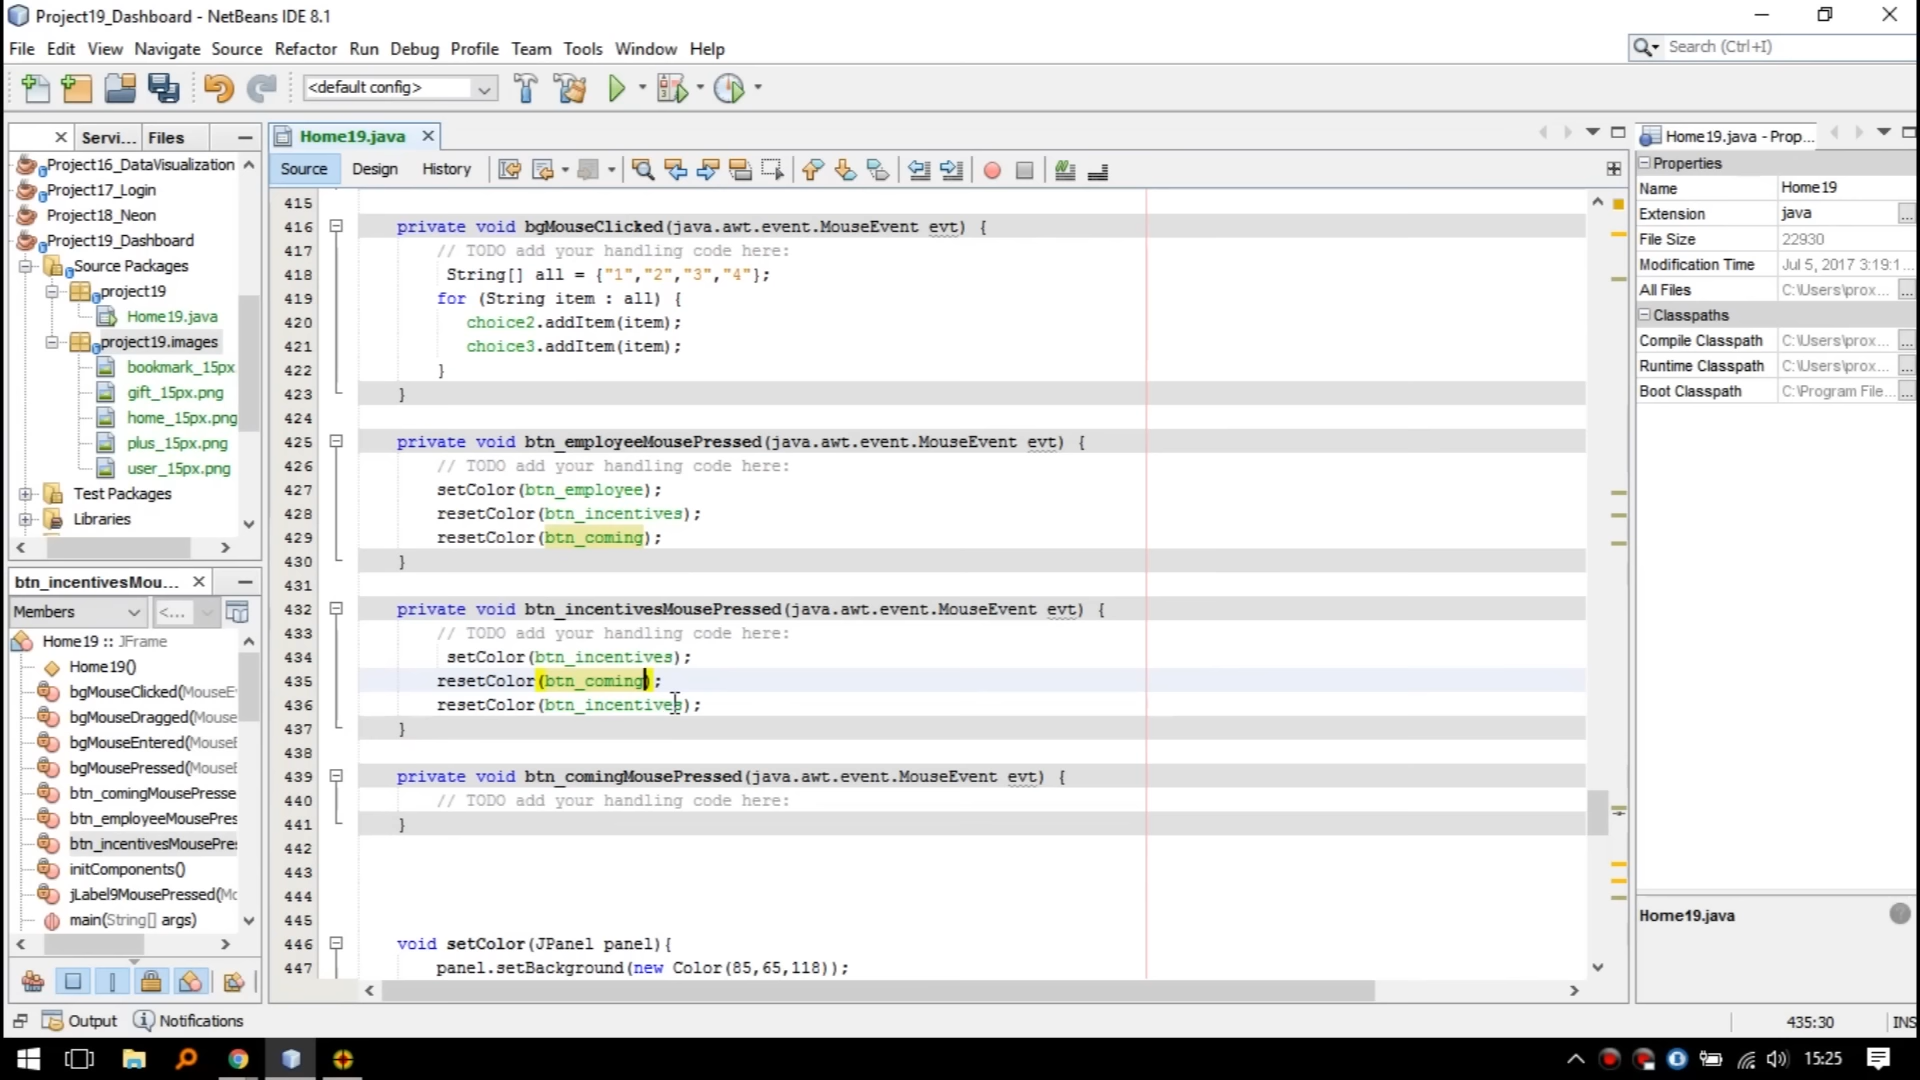 Project19_Dashboard - NetBeans IDE 8.1
File Edit View Navigate Source Refactor Run Debug Profile Team Tools Window Help
Search (Ctrl+I)
<default config>
Servi... Files
Project16_DataVisualization
Project17_Login
Project18_Neon
Project19_Dashboard
Source Packages
project19
Home19.java
project19.images
bookmark_15px
gift_15px.png
home_15px.png
plus_15px.png
user_15px.png
Test Packages
Libraries
btn_incentivesMou...
Members <...
Home19 :: JFrame
Home19()
bgMouseClicked(MouseE
bgMouseDragged(Mouse
bgMouseEntered(MouseE
bgMousePressed(MouseE
btn_comingMousePresse
btn_employeeMousePres
btn_incentivesMousePre
initComponents()
jLabel9MousePressed(Mo
main(String[] args)
Home19.java
Source Design History
415
416 private void bgMouseClicked(java.awt.event.MouseEvent evt) {
417 // TODO add your handling code here:
418 String[] all = {"1","2","3","4"};
419 for (String item : all) {
420 choice2.addItem(item);
421 choice3.addItem(item);
422 }
423 }
424
425 private void btn_employeeMousePressed(java.awt.event.MouseEvent evt) {
426 // TODO add your handling code here:
427 setColor(btn_employee);
428 resetColor(btn_incentives);
429 resetColor(btn_coming);
430 }
431
432 private void btn_incentivesMousePressed(java.awt.event.MouseEvent evt) {
433 // TODO add your handling code here:
434 setColor(btn_incentives);
435 resetColor(btn_coming);
436 resetColor(btn_incentives);
437 }
438
439 private void btn_comingMousePressed(java.awt.event.MouseEvent evt) {
440 // TODO add your handling code here:
441 }
442
443
444
445
446 void setColor(JPanel panel){
447 panel.setBackground(new Color(85,65,118));
Home19.java - Prop...
Properties
Name Home19
Extension java ...
File Size 22930
Modification Time Jul 5, 2017 3:19:1...
All Files C:\Users\prox... ...
Classpaths
Compile Classpath C:\Users\prox... ...
Runtime Classpath C:\Users\prox... ...
Boot Classpath C:\Program File... ...
Home19.java
Output Notifications
435:30 INS
15:25